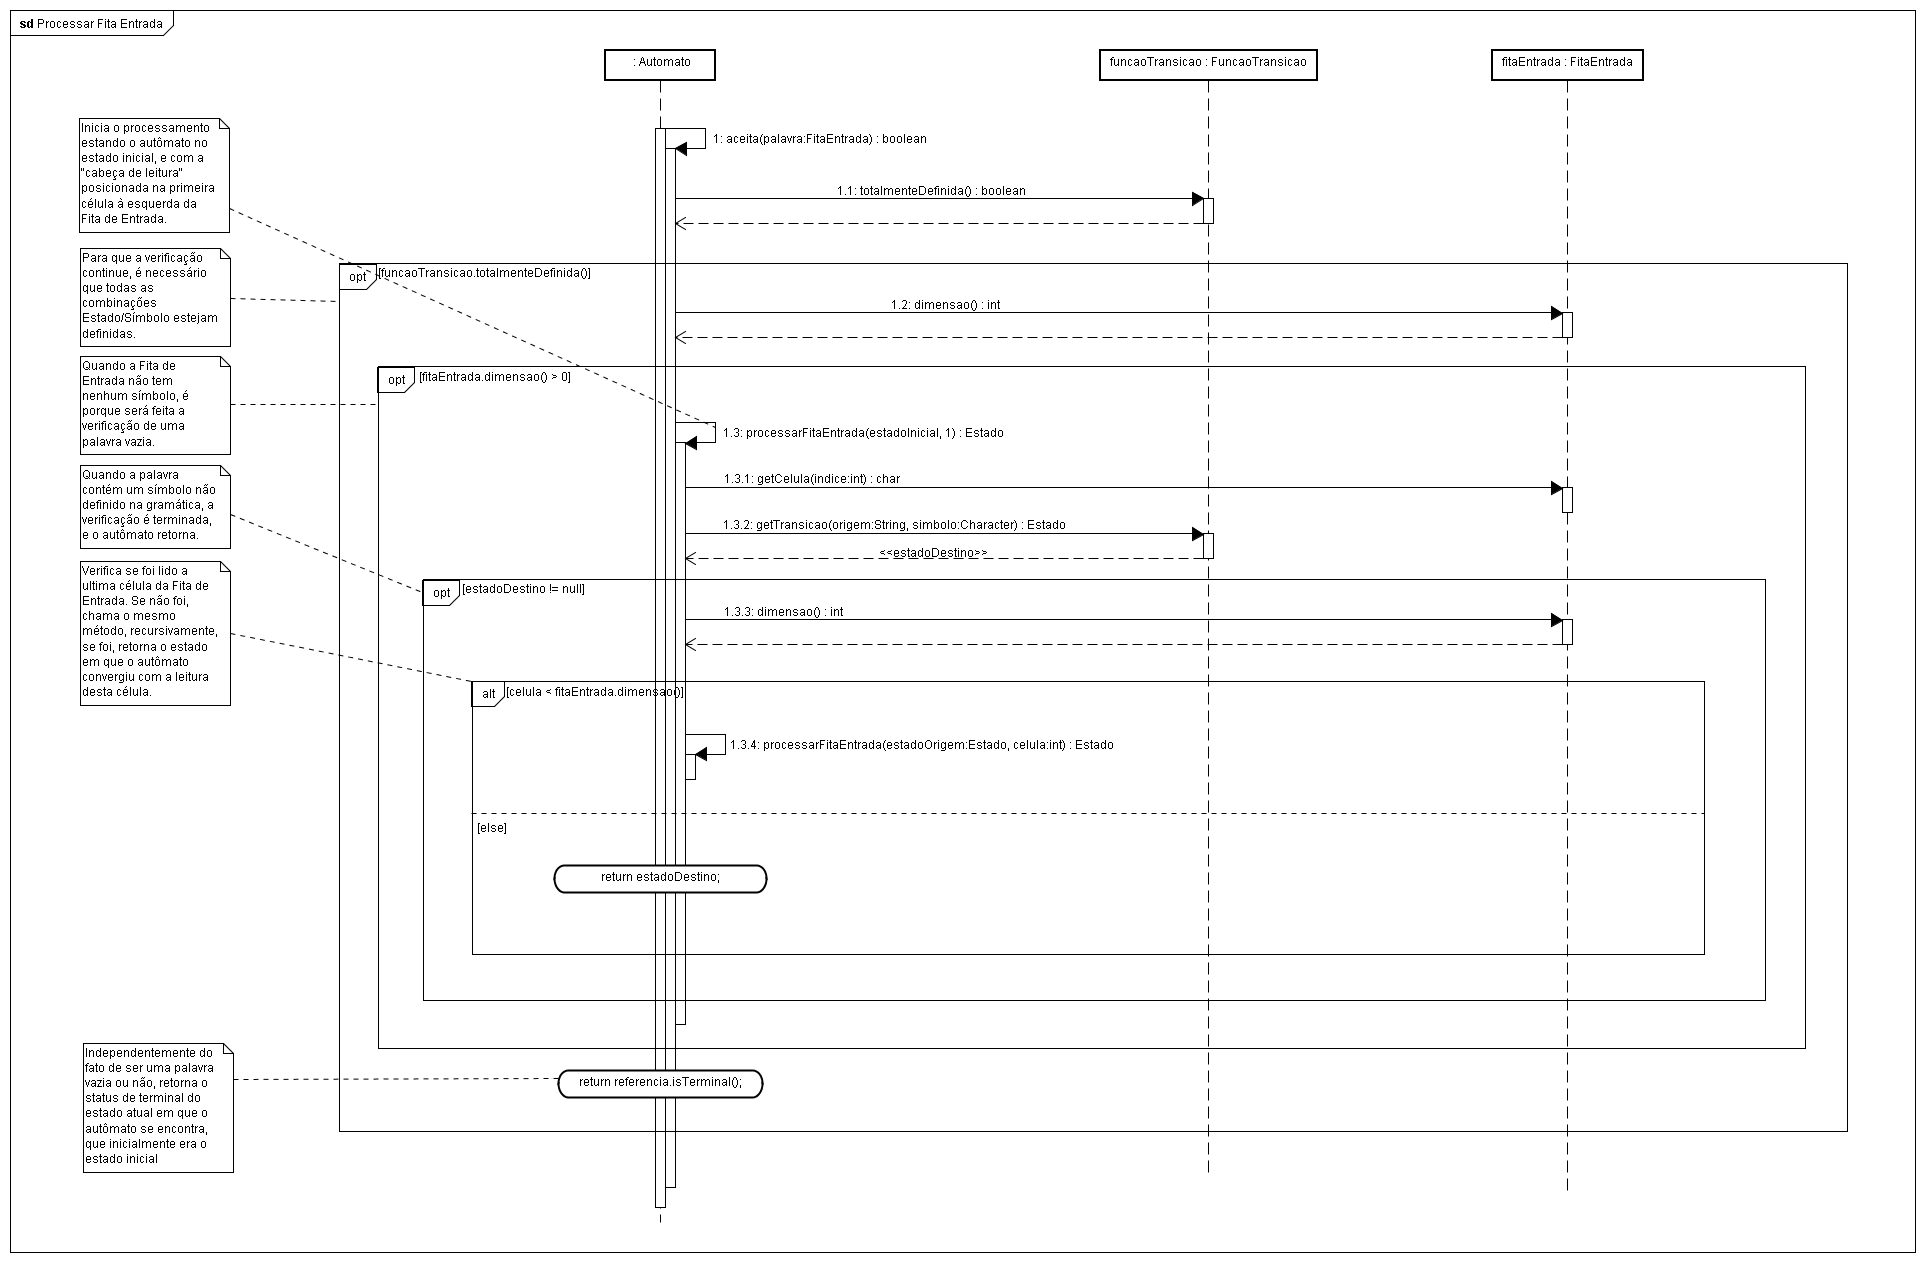 sd Processar Fita Entrada
: Automato
funcaoTransicao : FuncaoTransicao
fitaEntrada : FitaEntrada
Inicia o processamento
estando o autômato no
estado inicial, e com a
"cabeça de leitura"
posicionada na primeira
célula à esquerda da
Fita de Entrada.
1: aceita(palavra:FitaEntrada) : boolean
1.1: totalmenteDefinida() : boolean
Para que a verificação
continue, é necessário
que todas as
combinações
Estado/Símbolo estejam
definidas.
opt
[funcaoTransicao.totalmenteDefinida()]
1.2: dimensao() : int
Quando a Fita de
Entrada não tem
nenhum símbolo, é
porque será feita a
verificação de uma
palavra vazia.
opt
[fitaEntrada.dimensao() > 0]
1.3: processarFitaEntrada(estadoInicial, 1) : Estado
Quando a palavra
contém um símbolo não
definido na gramática, a
verificação é terminada,
e o autômato retorna.
1.3.1: getCelula(indice:int) : char
1.3.2: getTransicao(origem:String, simbolo:Character) : Estado
<<estadoDestino>>
Verifica se foi lido a
ultima célula da Fita de
Entrada. Se não foi,
chama o mesmo
método, recursivamente,
se foi, retorna o estado
em que o autômato
convergiu com a leitura
desta célula.
opt
[estadoDestino != null]
1.3.3: dimensao() : int
alt
[celula < fitaEntrada.dimensao()]
1.3.4: processarFitaEntrada(estadoOrigem:Estado, celula:int) : Estado
[else]
return estadoDestino;
Independentemente do
fato de ser uma palavra
vazia ou não, retorna o
status de terminal do
estado atual em que o
autômato se encontra,
que inicialmente era o
estado inicial
return referencia.isTerminal();